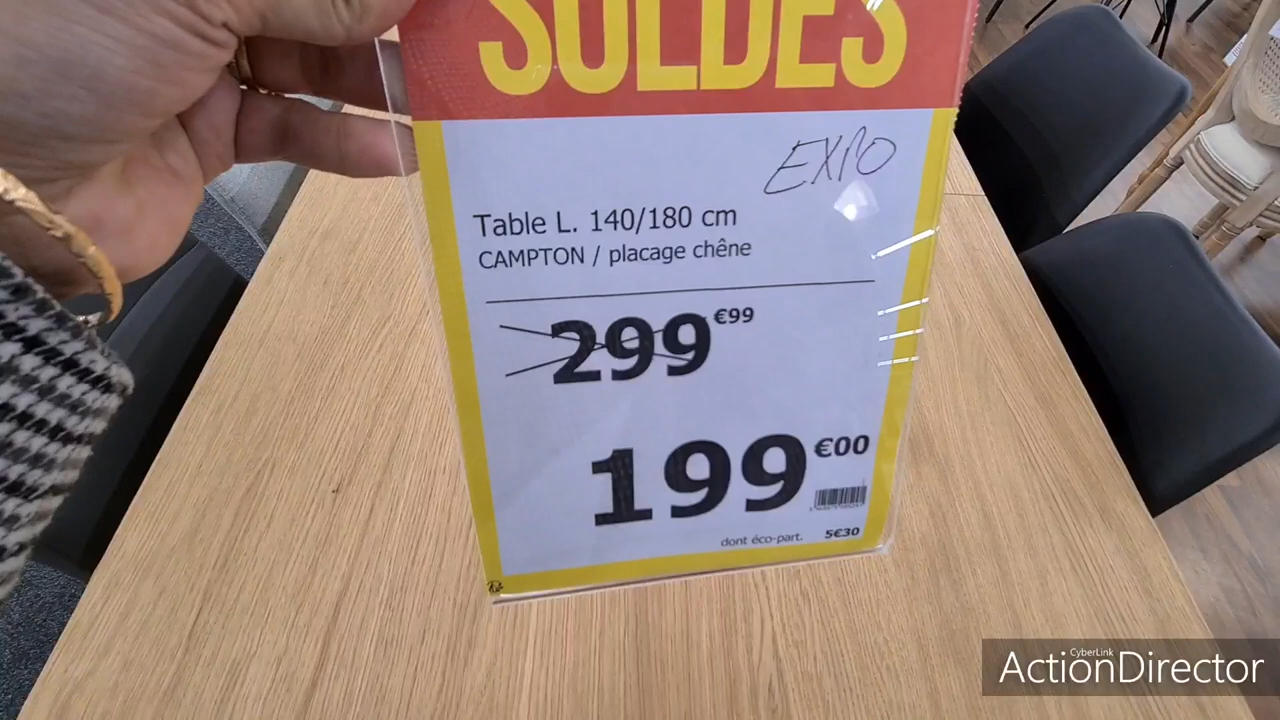 SOLDES
EXPO
Table L. 140/180 cm
CAMPTON / placage chêne
299€99
199€00
dont éco-part. 5€30
CyberLink
ActionDirector